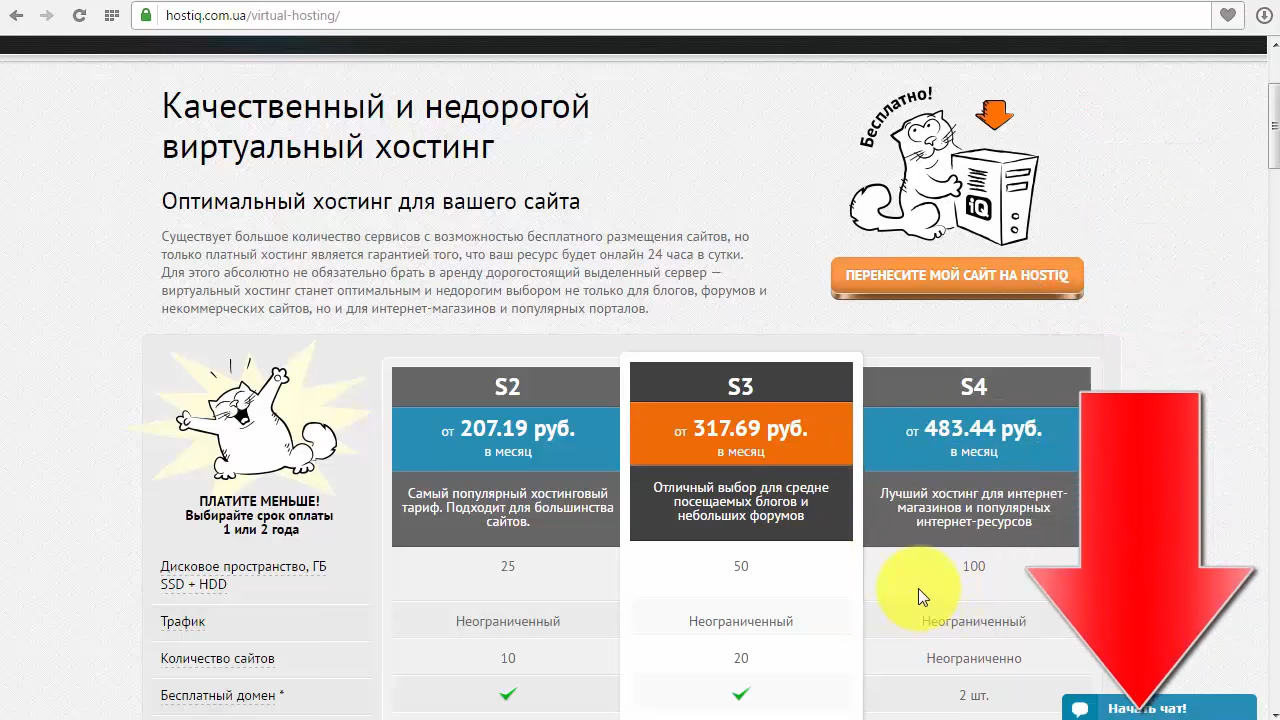 hostiq.com.ua/virtual-hosting/
Качественный и недорогой
виртуальный хостинг
Бесплатно!
iQ
Оптимальный хостинг для вашего сайта
Существует большое количество сервисов с возможностью бесплатного размещения сайтов, но
только платный хостинг является гарантией того, что ваш ресурс будет онлайн 24 часа в сутки.
Для этого абсолютно не обязательно брать в аренду дорогостоящий выделенный сервер —
виртуальный хостинг станет оптимальным и недорогим выбором не только для блогов, форумов и
некоммерческих сайтов, но и для интернет-магазинов и популярных порталов.
ПЕРЕНЕСИТЕ МОЙ САЙТ НА HOSTIQ
ПЛАТИТЕ МЕНЬШЕ!
Выбирайте срок оплаты
1 или 2 года
S2
от 207.19 руб.
в месяц
Самый популярный хостинговый
тариф. Подходит для большинства
сайтов.
S3
от 317.69 руб.
в месяц
Отличный выбор для средне
посещаемых блогов и
небольших форумов
S4
от 483.44 руб.
в месяц
Лучший хостинг для интернет-
магазинов и популярных
интернет-ресурсов
Дисковое пространство, ГБ
SSD + HDD
25
50
100
Трафик
Неограниченный
Неограниченный
Неограниченный
Количество сайтов
10
20
Неограниченно
Бесплатный домен *
2 шт.
Начать чат!